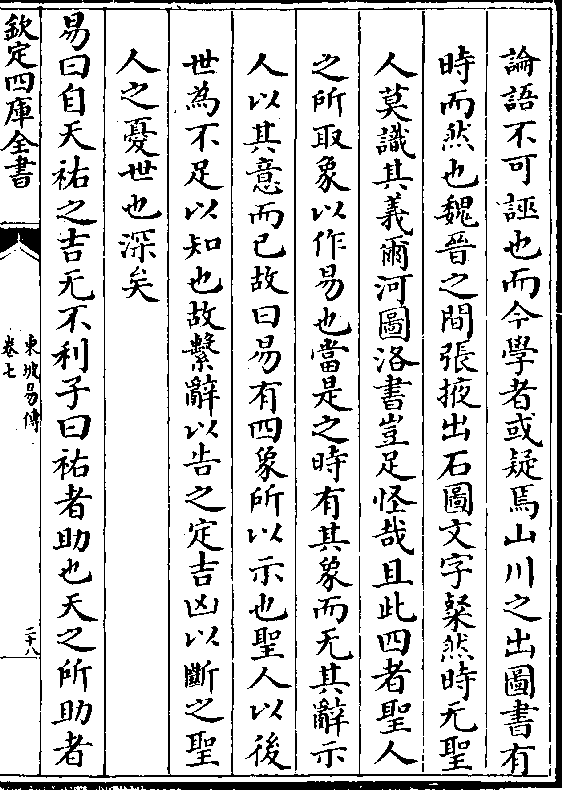 論語不可誣也而今學者或疑焉山川之出圖書有
時而然也魏晉之間張掖出石圖文字粲然時无聖
人莫識其義爾河圖洛書豈足怪哉且此四者聖人
之所取象以作易也當是之時有其象而无其辭示
人以其意而已故曰易有四象所以示也聖人以後
世為不足以知也故繫辭以告之定吉凶以斷之聖
人之憂世也深矣
易曰自天祐之吉无不利子曰祐者助也天之所助者
欽定四庫全書
東坡易傳
卷七
二十八